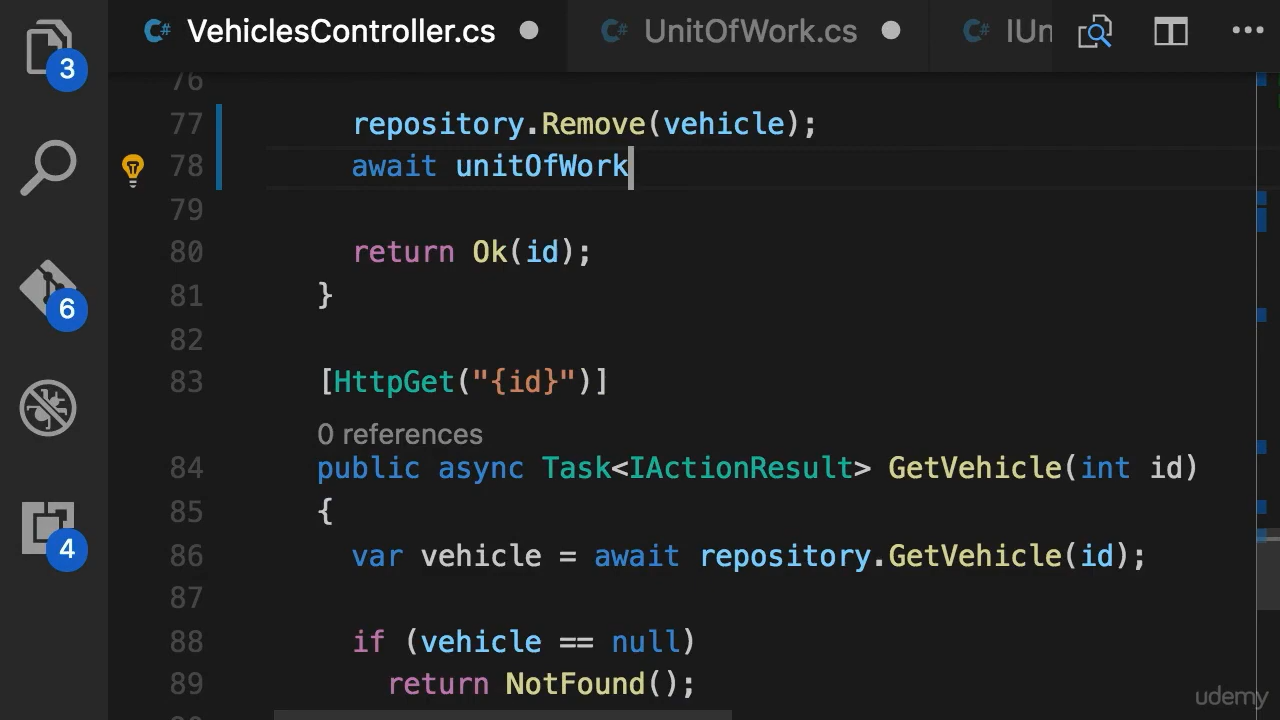 VehiclesController.cs
UnitOfWork.cs
IUn
3
76
77 repository.Remove(vehicle);
78 await unitOfWork
79
80 return Ok(id);
81 }
6
82
83 [HttpGet("{id}")]
0 references
84 public async Task<IActionResult> GetVehicle(int id)
85 {
4
86 var vehicle = await repository.GetVehicle(id);
87
88 if (vehicle == null)
89 return NotFound();
udemy